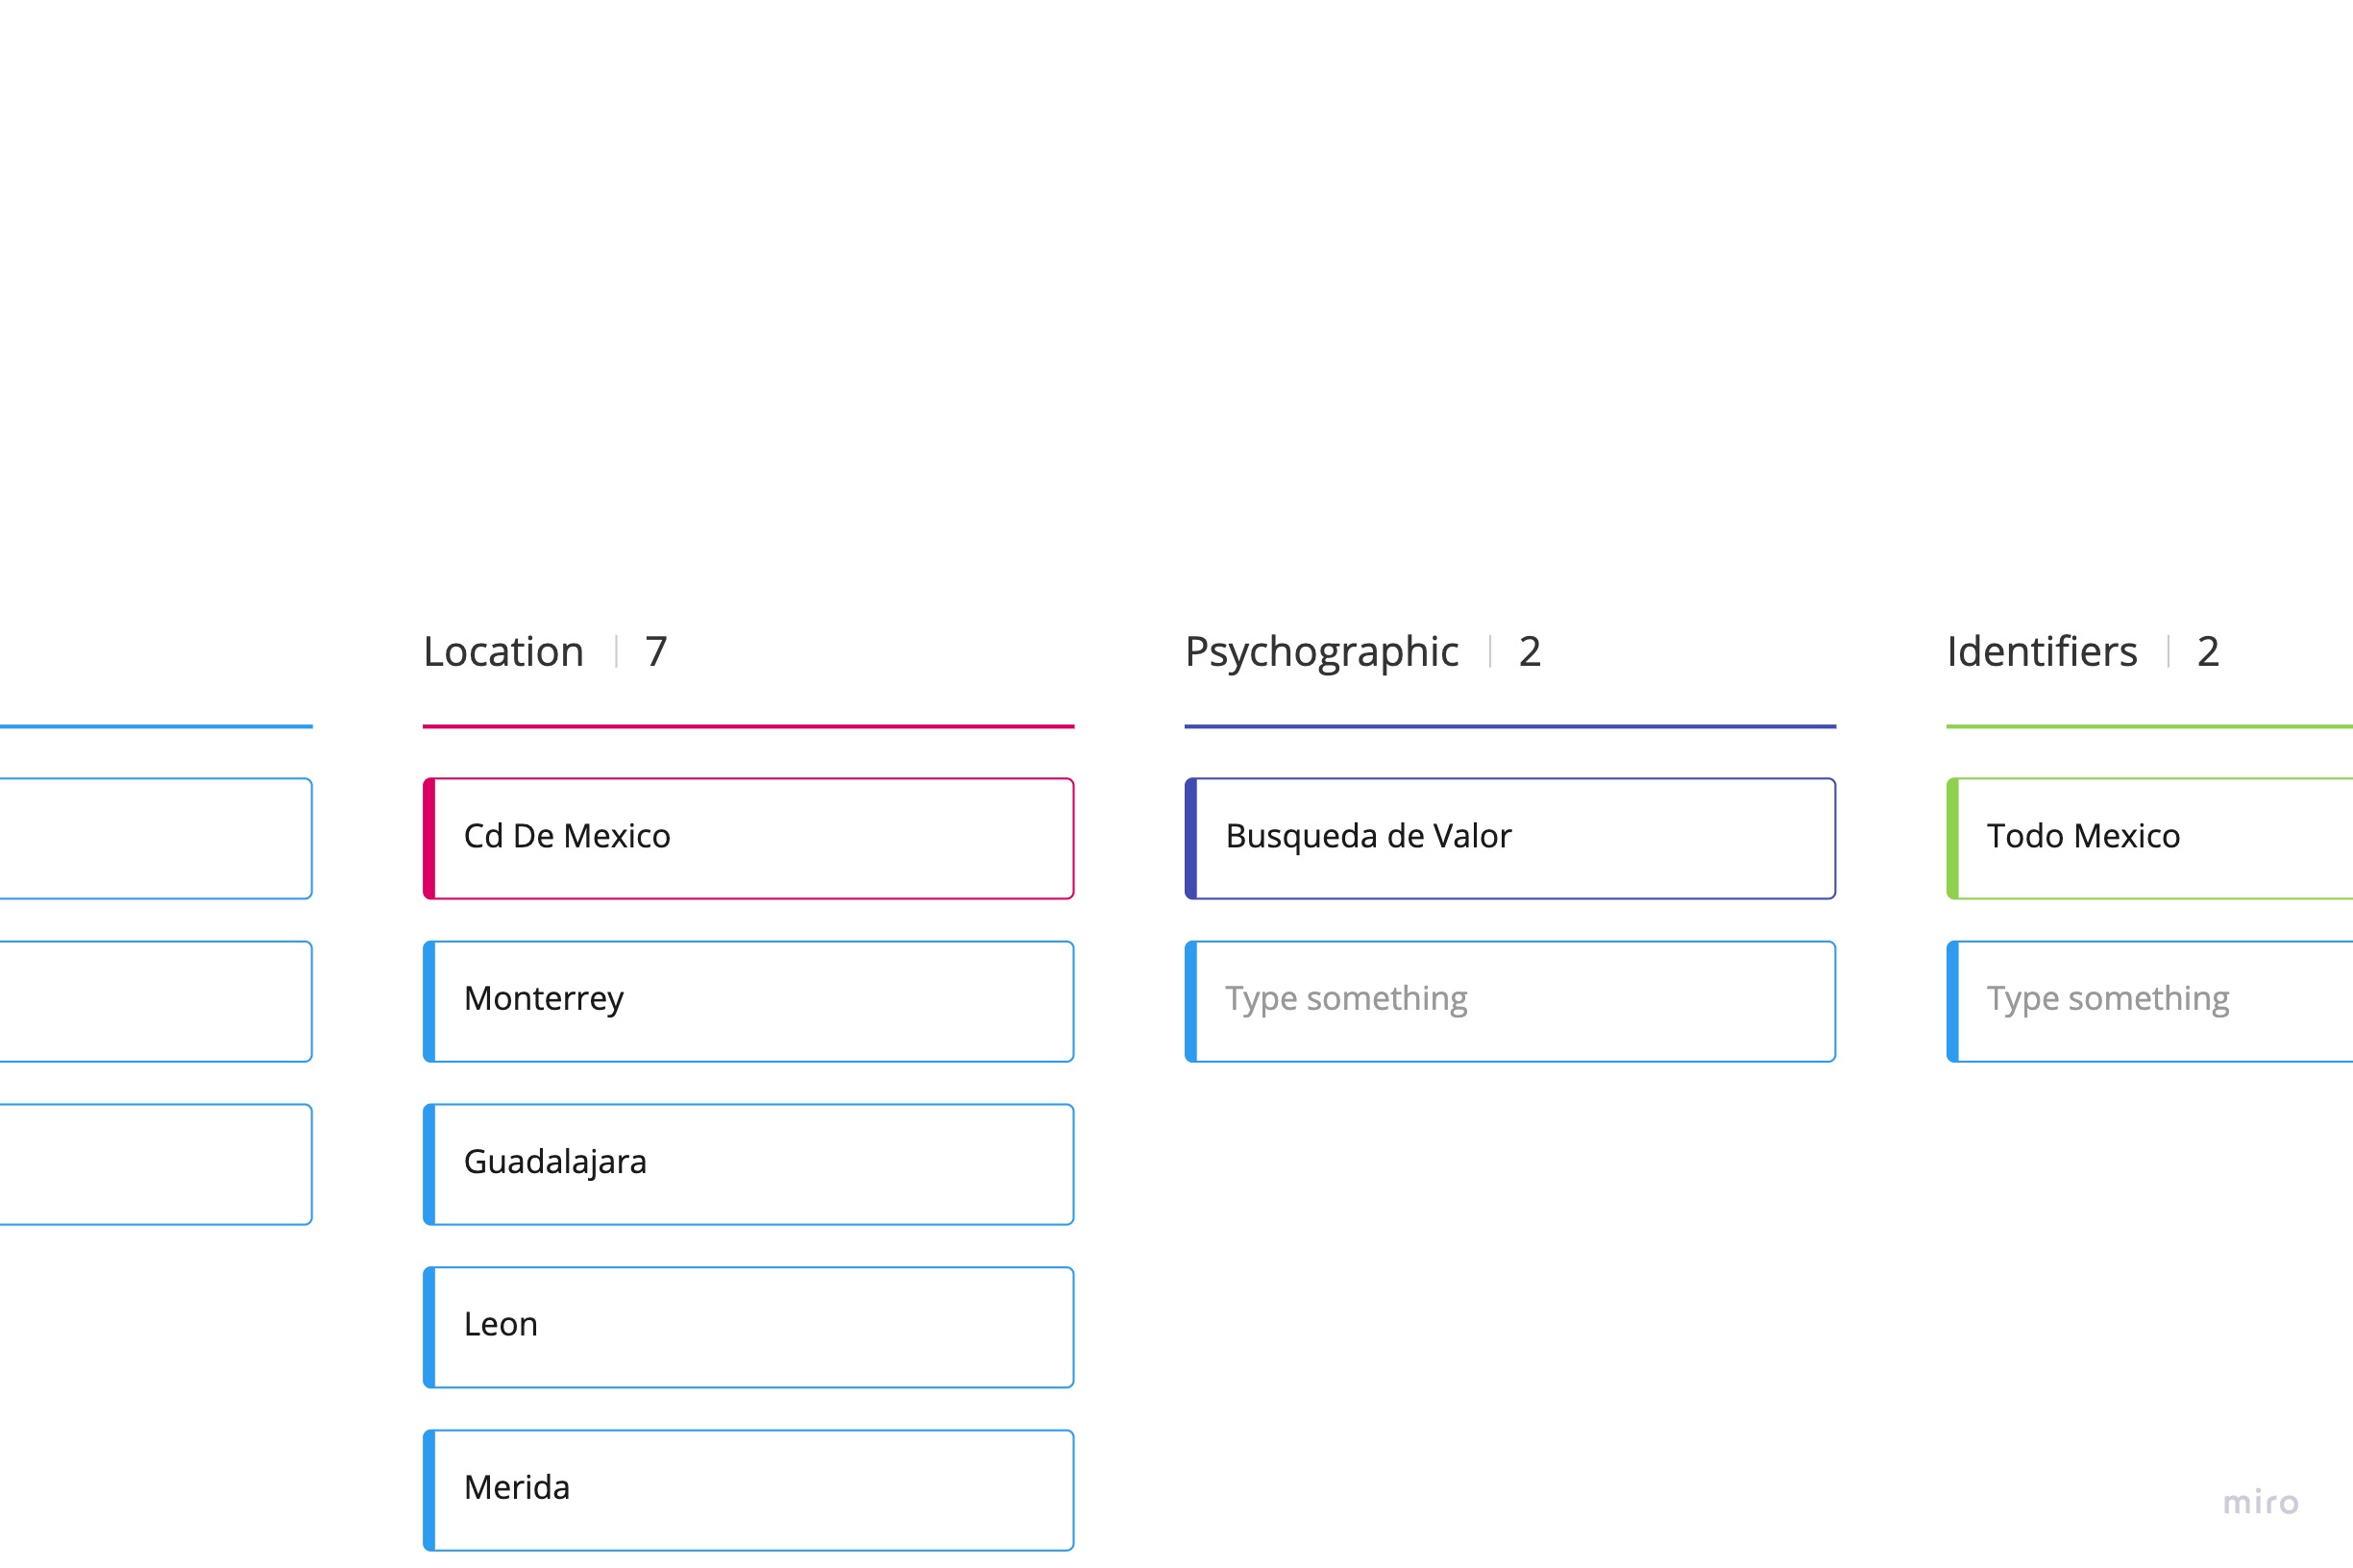 Location | 7
Psychographic | 2
Identifiers | 2
Cd De Mexico
Busqueda de Valor
Todo Mexico
Monterrey
Type something
Type something
Guadalajara
Leon
Merida
miro